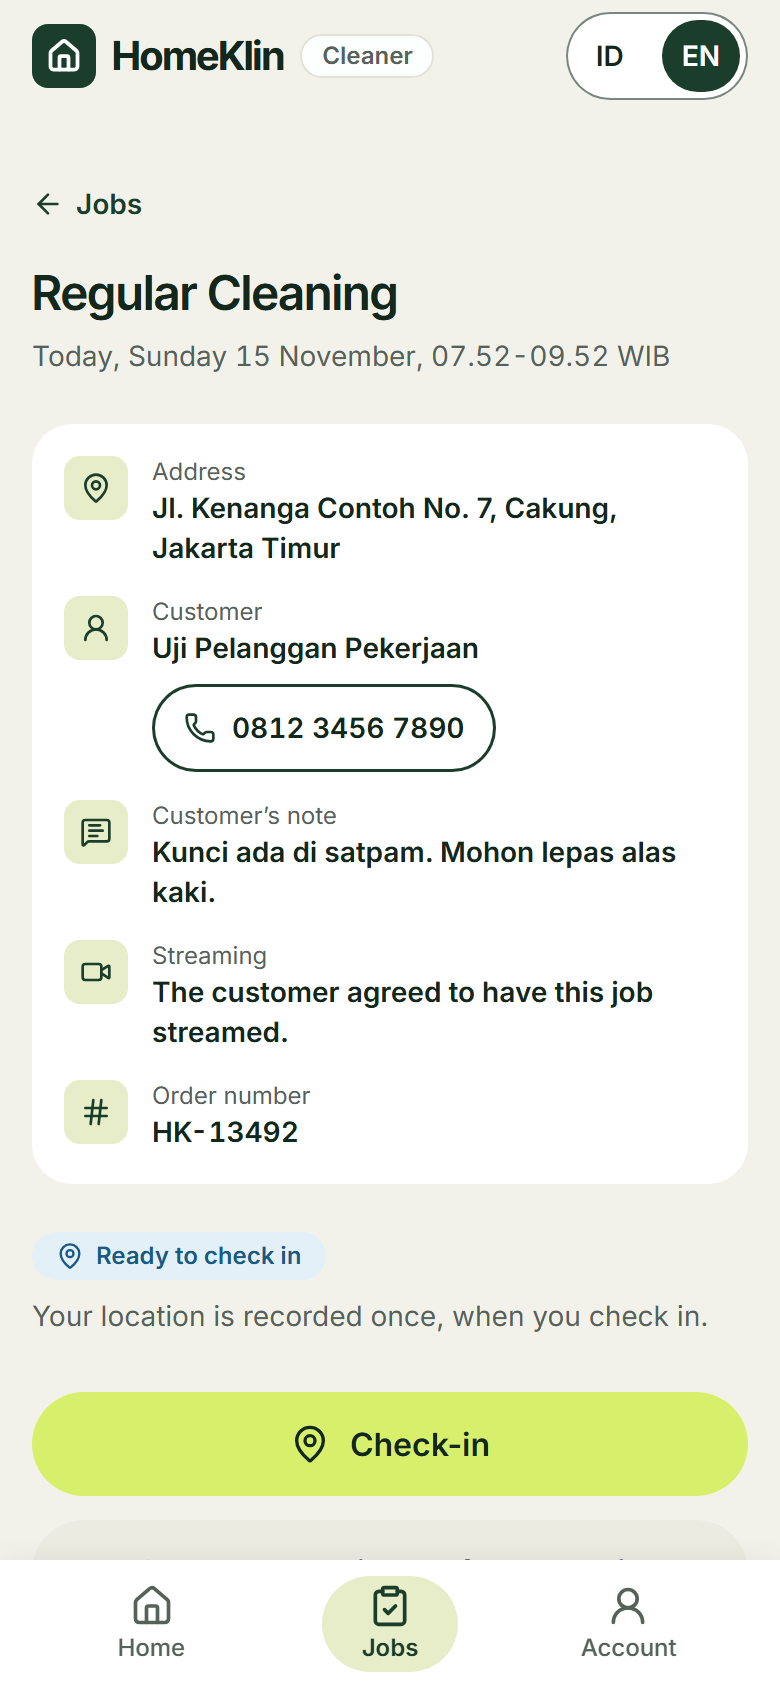 HomeKlin
Cleaner
ID
EN
Jobs
Regular Cleaning
Today, Sunday 15 November, 07.52-09.52 WIB
Address
Jl. Kenanga Contoh No. 7, Cakung,
Jakarta Timur
Customer
Uji Pelanggan Pekerjaan
0812 3456 7890
Customer’s note
Kunci ada di satpam. Mohon lepas alas
kaki.
Streaming
The customer agreed to have this job
streamed.
Order number
HK-13492
Ready to check in
Your location is recorded once, when you check in.
Check-in
Home
Jobs
Account